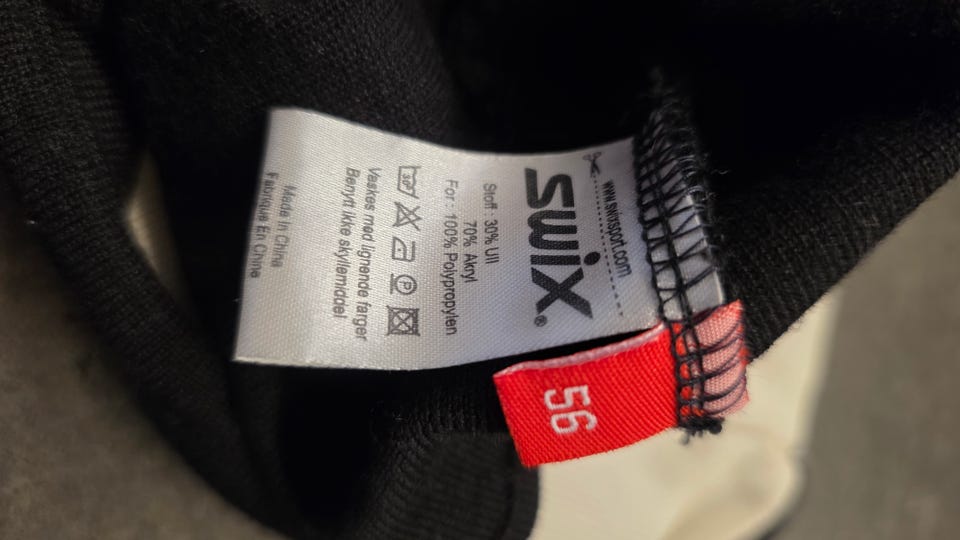 www.swixsport.com
SWIX®
Stoff : 30% Ull
70% Akryl
For : 100% Polypropylen
30°
P
Vaskes med lignende farger
Benytt ikke skyllemiddel
Made In China
Fabriqué En Chine
56